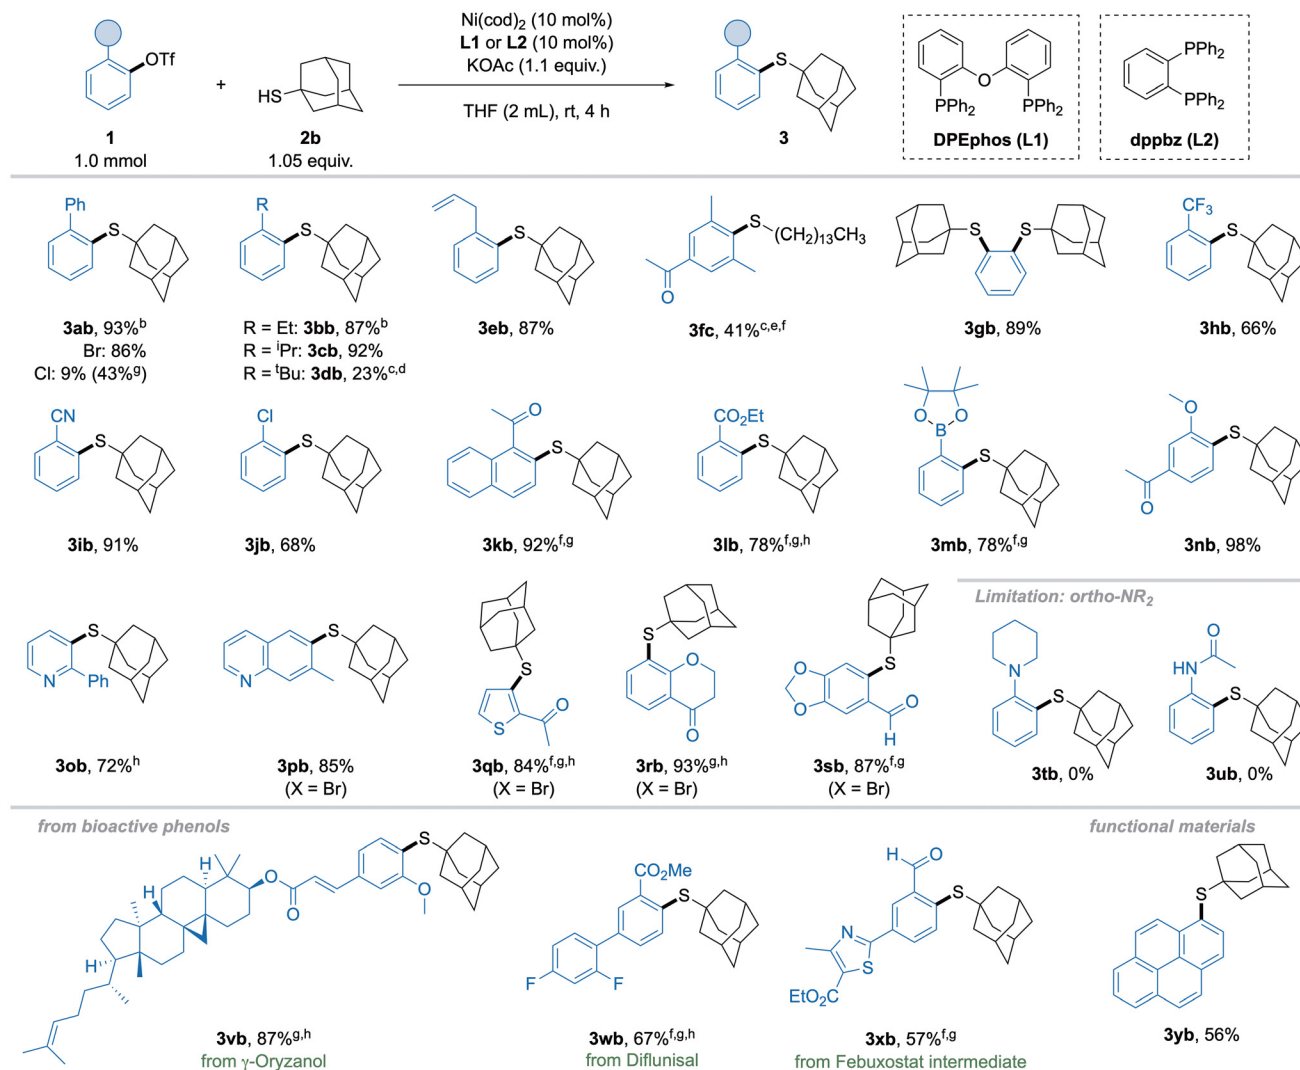 Ni(cod)₂ (10 mol%)
L1 or L2 (10 mol%)
KOAc (1.1 equiv.)
THF (2 mL), rt, 4 h
OTf
+
HS
S
O
PPh₂
PPh₂
PPh₂
PPh₂
1
1.0 mmol
2b
1.05 equiv.
3
DPEphos (L1)
dppbz (L2)
Ph
S
R
S
S
S
(CH₂)₁₃CH₃
O
S
S
CF₃
S
3ab, 93%ᵇ
Br: 86%
Cl: 9% (43%ᵍ)
R = Et: 3bb, 87%ᵇ
R = ⁱPr: 3cb, 92%
R = ᵗBu: 3db, 23%ᶜ,ᵈ
3eb, 87%
3fc, 41%ᶜ,ᵉ,ᶠ
3gb, 89%
3hb, 66%
CN
S
Cl
S
O
S
CO₂Et
S
O
O
B
S
O
S
O
3ib, 91%
3jb, 68%
3kb, 92%ᶠ,ᵍ
3lb, 78%ᶠ,ᵍ,ʰ
3mb, 78%ᶠ,ᵍ
3nb, 98%
Limitation: ortho-NR₂
S
N
Ph
S
N
S
S
O
S
O
O
S
O
O
O
H
N
S
O
HN
S
3ob, 72%ʰ
3pb, 85%
(X = Br)
3qb, 84%ᶠ,ᵍ,ʰ
(X = Br)
3rb, 93%ᵍ,ʰ
(X = Br)
3sb, 87%ᶠ,ᵍ
(X = Br)
3tb, 0%
3ub, 0%
from bioactive phenols
functional materials
H
H
H
O
O
S
O
CO₂Me
S
F
F
H
O
S
N
S
EtO₂C
S
3vb, 87%ᵍ,ʰ
from γ-Oryzanol
3wb, 67%ᶠ,ᵍ,ʰ
from Diflunisal
3xb, 57%ᶠ,ᵍ
from Febuxostat intermediate
3yb, 56%